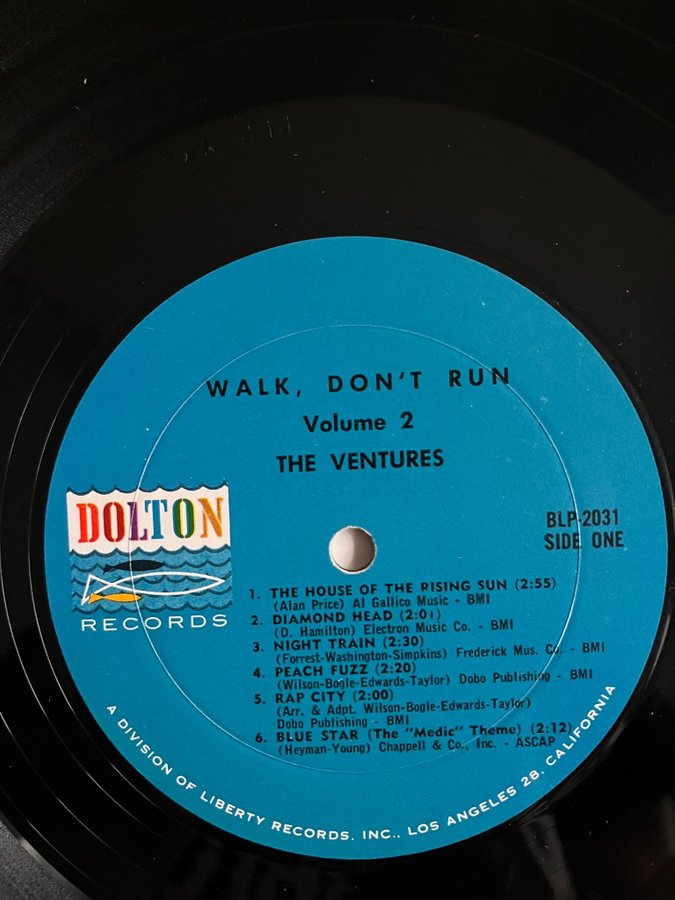 WALK, DON'T RUN
Volume 2
THE VENTURES
DOLTON
RECORDS
BLP-2031
SIDE ONE
1. THE HOUSE OF THE RISING SUN (2:55)
(Alan Price) Al Gallico Music - BMI
2. DIAMOND HEAD (2:01)
(D. Hamilton) Electron Music Co. - BMI
3. NIGHT TRAIN (2:30)
(Forrest-Washington-Simpkins) Frederick Mus. Co. - BMI
4. PEACH FUZZ (2:20)
(Wilson-Bogle-Edwards-Taylor) Dobo Publishing - BMI
5. RAP CITY (2:00)
(Arr. & Adpt. Wilson-Bogle-Edwards-Taylor)
Dobo Publishing - BMI
6. BLUE STAR (The "Medic" Theme) (2:12)
(Heyman-Young) Chappell & Co., Inc. - ASCAP
A DIVISION OF LIBERTY RECORDS, INC., LOS ANGELES 28, CALIFORNIA